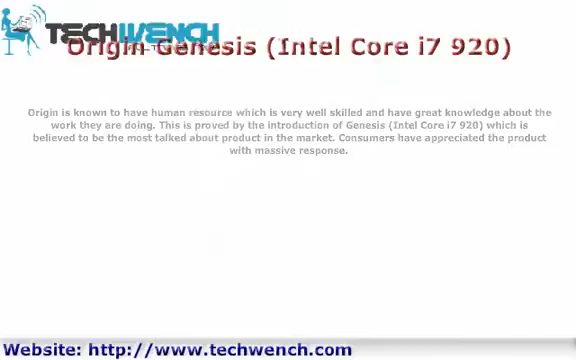 TECHWENCH
Origin Genesis (Intel Core i7 920)
Origin is known to have human resource which is very well skilled and have great knowledge about the
work they are doing. This is proved by the introduction of Genesis (Intel Core i7 920) which is
believed to be the most talked about product in the market. Consumers have appreciated the product
with massive response.
Website: http://www.techwench.com